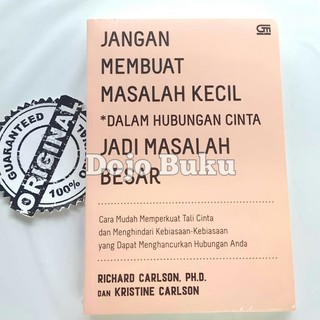 GM
JANGAN
MEMBUAT
MASALAH KECIL
*DALAM HUBUNGAN CINTA
JADI MASALAH
BESAR
Dojo Buku
GUARANTEED
ORIGINAL
100%
Cara Mudah Memperkuat Tali Cinta
dan Menghindari Kebiasaan-Kebiasaan
yang Dapat Menghancurkan Hubungan Anda
RICHARD CARLSON, PH.D.
DAN KRISTINE CARLSON